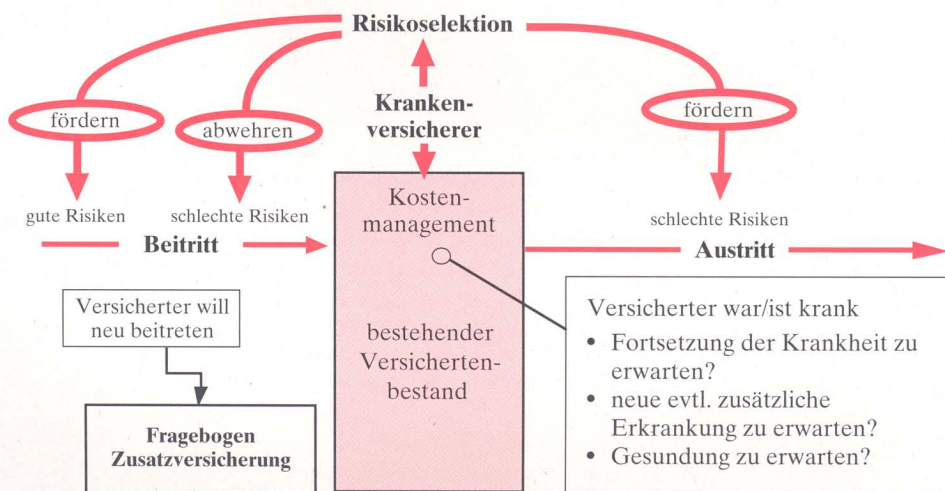 Risikoselektion
fördern
abwehren
Kranken-
versicherer
fördern
gute Risiken
schlechte Risiken
Kosten-
management
schlechte Risiken
Beitritt
Austritt
Versicherter will
neu beitreten
bestehender
Versicherten-
bestand
Versicherter war/ist krank
• Fortsetzung der Krankheit zu
erwarten?
• neue evtl. zusätzliche
Erkrankung zu erwarten?
• Gesundung zu erwarten?
Fragebogen
Zusatzversicherung